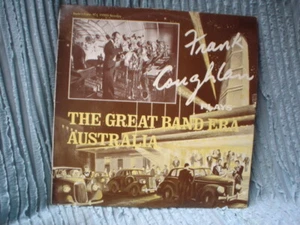 Frank
Coughlan
PLAYS
THE GREAT BAND ERA
AUSTRALIA